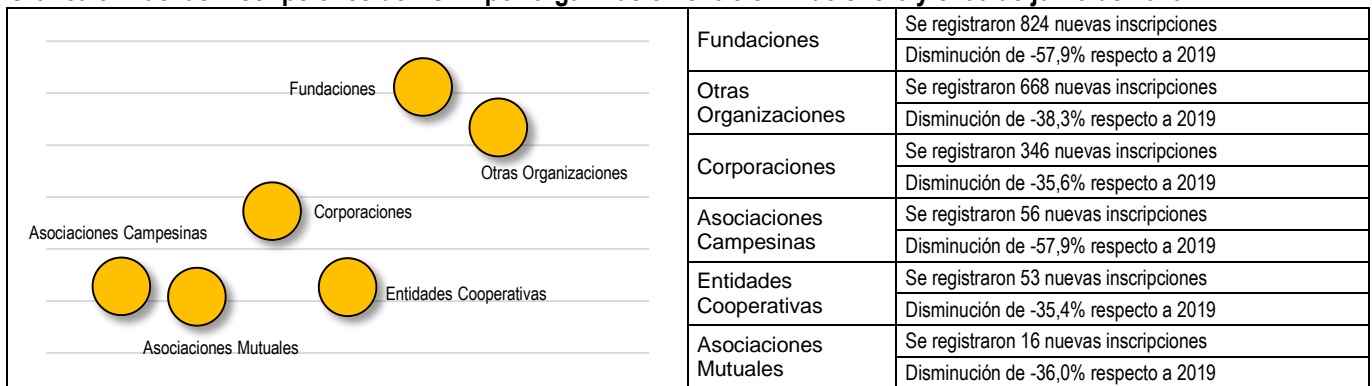 Fundaciones
Otras Organizaciones
Corporaciones
Asociaciones Campesinas
Entidades Cooperativas
Asociaciones Mutuales
Fundaciones
Se registraron 824 nuevas inscripciones
Disminución de -57,9% respecto a 2019
Otras
Organizaciones
Se registraron 668 nuevas inscripciones
Disminución de -38,3% respecto a 2019
Corporaciones
Se registraron 346 nuevas inscripciones
Disminución de -35,6% respecto a 2019
Asociaciones
Campesinas
Se registraron 56 nuevas inscripciones
Disminución de -57,9% respecto a 2019
Entidades
Cooperativas
Se registraron 53 nuevas inscripciones
Disminución de -35,4% respecto a 2019
Asociaciones
Mutuales
Se registraron 16 nuevas inscripciones
Disminución de -36,0% respecto a 2019